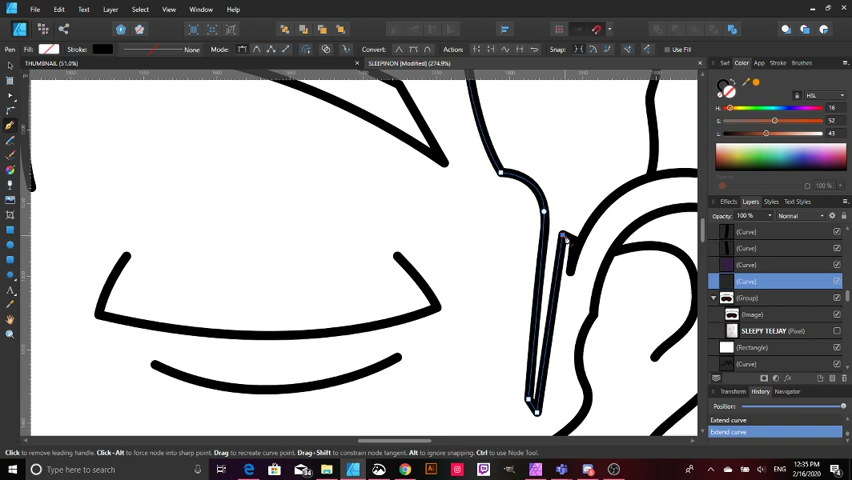 File Edit Text Layer Select View Window Help
Pen Fill: Stroke: None Mode: Convert: Action: Snap: Use Fill
THUMBNAIL (51.0%) SLEEPINON [Modified] (274.9%)
Set Color App Stroke Brushes
HSL
H: 16
S: 52
L: 43
Opacity
100 %
Effects Layers Styles Text Styles
Opacity: 100 % Normal
(Curve)
(Curve)
(Curve)
(Curve)
(Group)
(Image)
SLEEPY TEEJAY (Pixel)
(Rectangle)
(Curve)
Transform History Navigator
Position:
Extend curve
Extend curve
Click to remove leading handle. Click+Alt to force node into sharp point. Drag to recreate curve point. Drag+Shift to constrain node tangent. Alt to ignore snapping. Ctrl to use Node Tool.
Type here to search
ENG
12:35 PM
2/16/2020